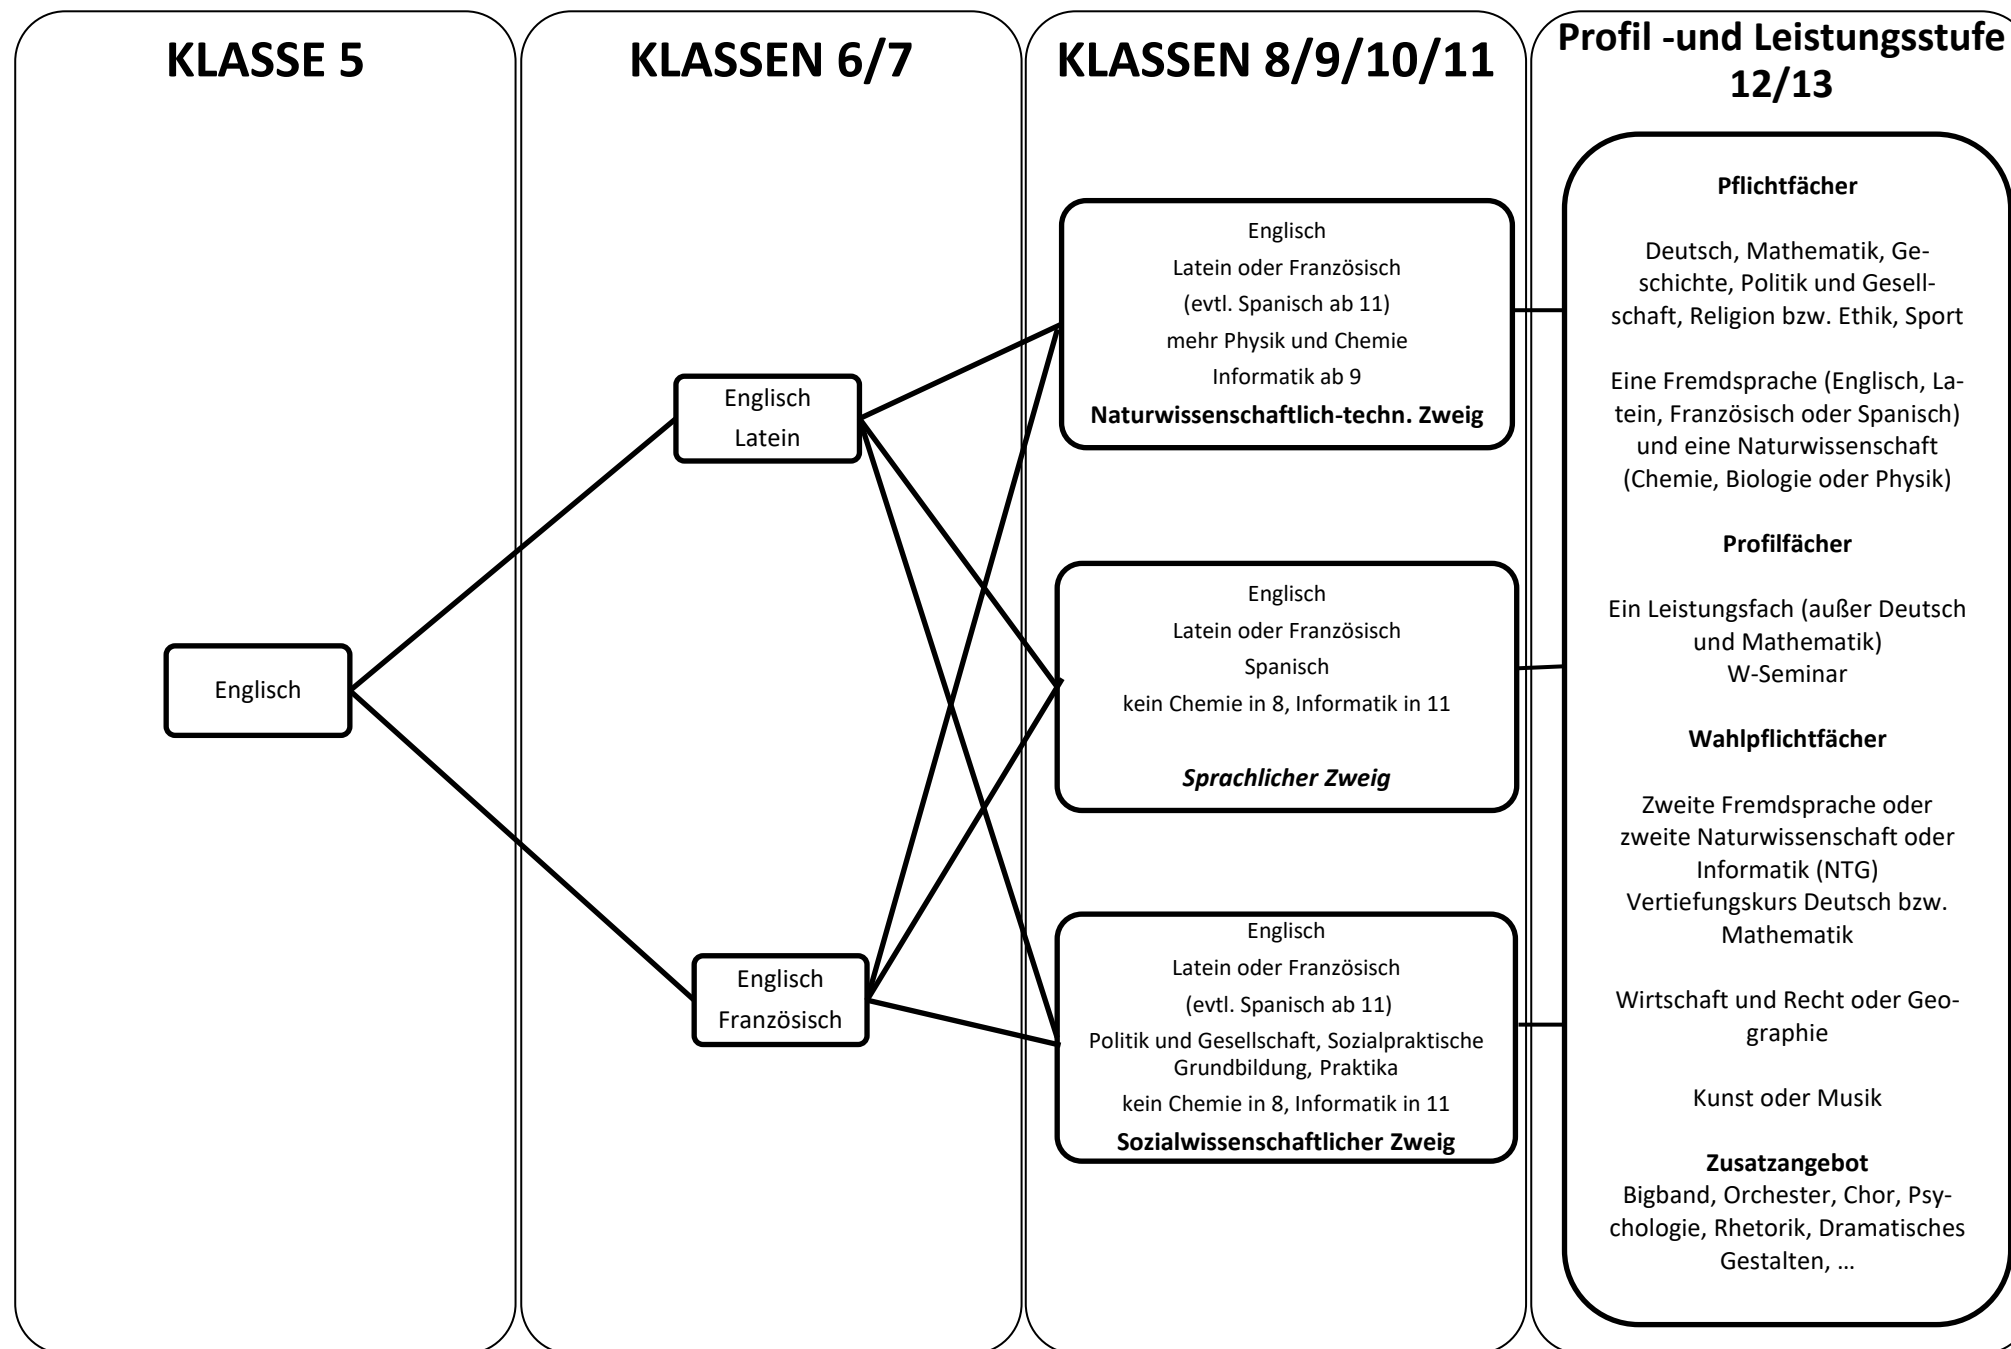 KLASSE 5
Englisch
KLASSEN 6/7
Englisch
Latein
Englisch
Französisch
KLASSEN 8/9/10/11
Englisch
Latein oder Französisch
(evtl. Spanisch ab 11)
mehr Physik und Chemie
Informatik ab 9
Naturwissenschaftlich-techn. Zweig
Englisch
Latein oder Französisch
Spanisch
kein Chemie in 8, Informatik in 11
Sprachlicher Zweig
Englisch
Latein oder Französisch
(evtl. Spanisch ab 11)
Politik und Gesellschaft, Sozialpraktische
Grundbildung, Praktika
kein Chemie in 8, Informatik in 11
Sozialwissenschaftlicher Zweig
Profil -und Leistungsstufe
12/13
Pflichtfächer
Deutsch, Mathematik, Ge-
schichte, Politik und Gesell-
schaft, Religion bzw. Ethik, Sport
Eine Fremdsprache (Englisch, La-
tein, Französisch oder Spanisch)
und eine Naturwissenschaft
(Chemie, Biologie oder Physik)
Profilfächer
Ein Leistungsfach (außer Deutsch
und Mathematik)
W-Seminar
Wahlpflichtfächer
Zweite Fremdsprache oder
zweite Naturwissenschaft oder
Informatik (NTG)
Vertiefungskurs Deutsch bzw.
Mathematik
Wirtschaft und Recht oder Geo-
graphie
Kunst oder Musik
Zusatzangebot
Bigband, Orchester, Chor, Psy-
chologie, Rhetorik, Dramatisches
Gestalten, …